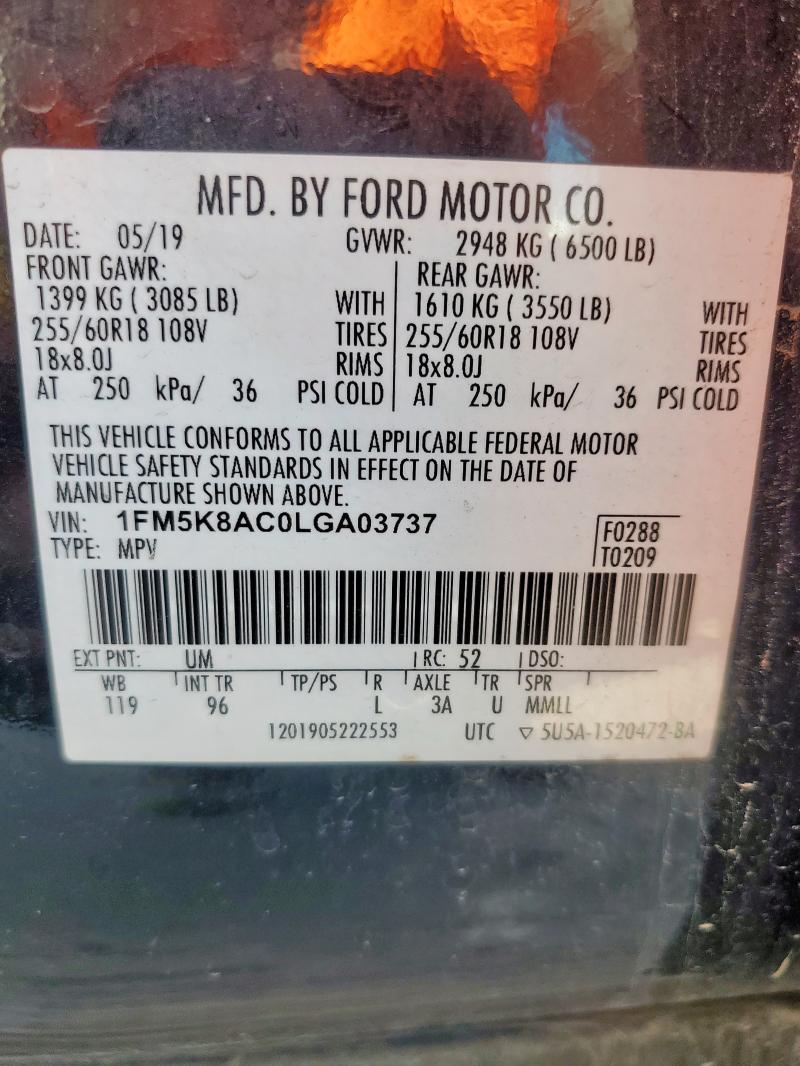 MFD. BY FORD MOTOR CO.
DATE: 05/19 GVWR: 2948 KG ( 6500 LB)
FRONT GAWR: REAR GAWR:
1399 KG ( 3085 LB) WITH 1610 KG ( 3550 LB) WITH
255/60R18 108V TIRES 255/60R18 108V TIRES
18x8.0J RIMS 18x8.0J RIMS
AT 250 kPa/ 36 PSI COLD AT 250 kPa/ 36 PSI COLD
THIS VEHICLE CONFORMS TO ALL APPLICABLE FEDERAL MOTOR
VEHICLE SAFETY STANDARDS IN EFFECT ON THE DATE OF
MANUFACTURE SHOWN ABOVE.
VIN: 1FM5K8AC0LGA03737 F0288
TYPE: MPV T0209
EXT PNT: UM RC: 52 DSO:
WB INT TR TP/PS R AXLE TR SPR
119 96 L 3A U MMLL
1201905222553 UTC ▽ 5U5A-1520472-BA